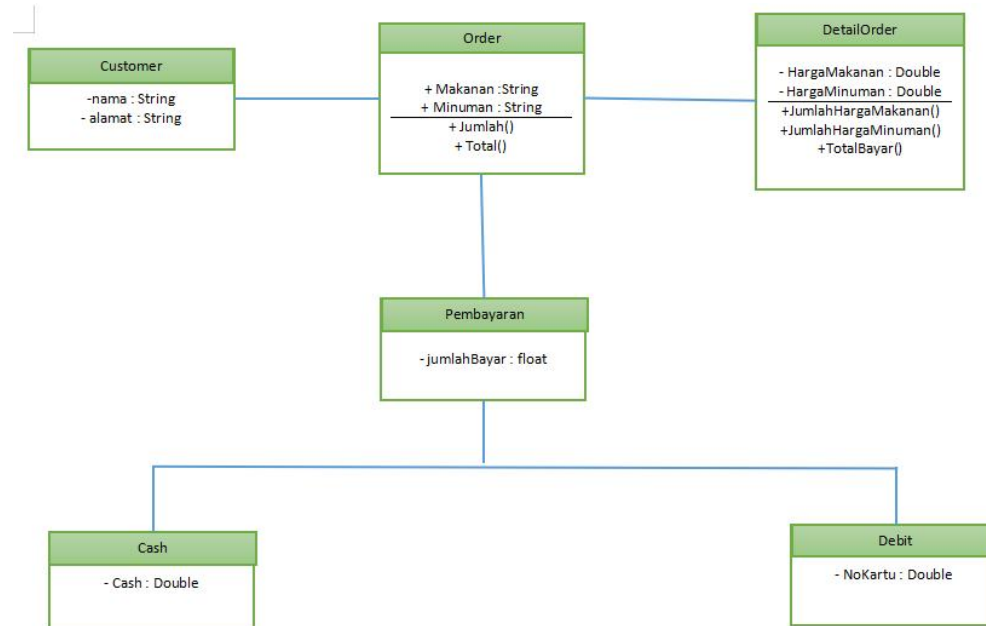 Customer
-nama : String
- alamat : String
Order
+ Makanan :String
+ Minuman : String
+ Jumlah()
+ Total()
DetailOrder
- HargaMakanan : Double
- HargaMinuman : Double
+JumlahHargaMakanan()
+JumlahHargaMinuman()
+TotalBayar()
Pembayaran
- jumlahBayar : float
Cash
- Cash : Double
Debit
- NoKartu : Double